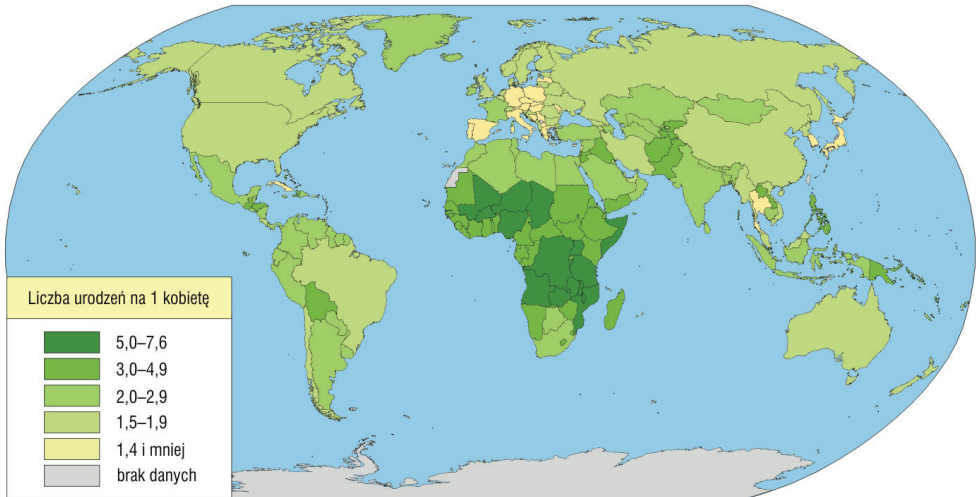 Liczba urodzeń na 1 kobietę
5,0–7,6
3,0–4,9
2,0–2,9
1,5–1,9
1,4 i mniej
brak danych